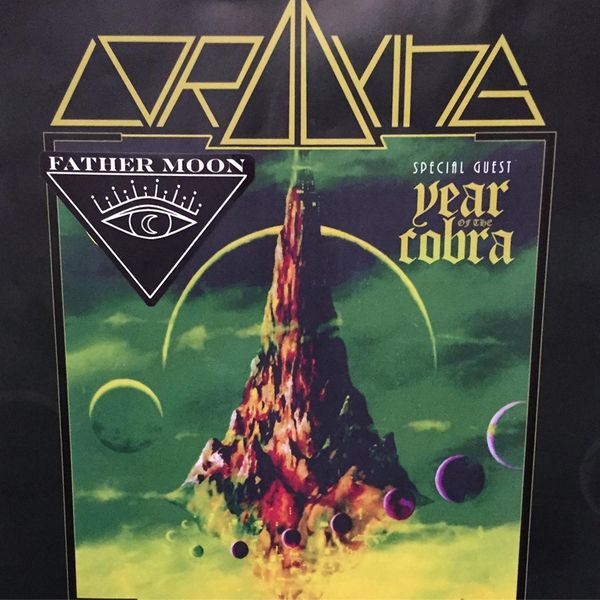 LORD DYING
FATHER MOON
SPECIAL GUEST
year
OF THE
cobra